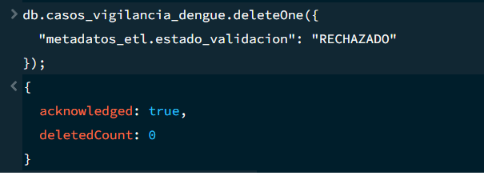 > db.casos_vigilancia_dengue.deleteOne({
"metadatos_etl.estado_validacion": "RECHAZADO"
});
< {
acknowledged: true,
deletedCount: 0
}